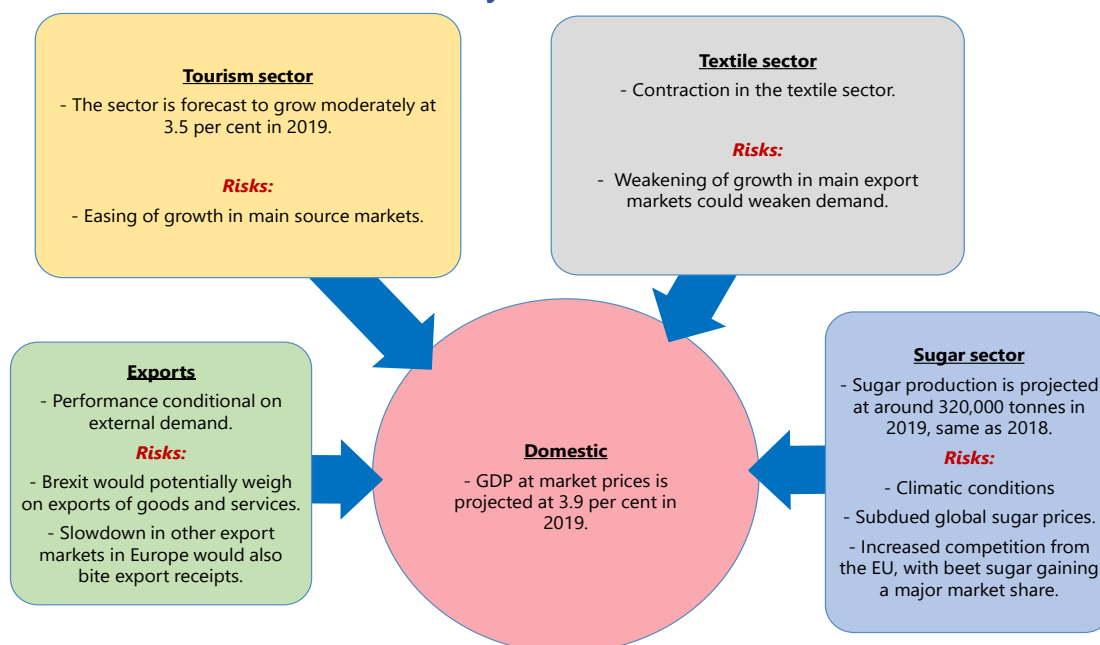 Tourism sector
- The sector is forecast to grow moderately at
3.5 per cent in 2019.
Risks:
- Easing of growth in main source markets.
Textile sector
- Contraction in the textile sector.
Risks:
- Weakening of growth in main export
markets could weaken demand.
Exports
- Performance conditional on
external demand.
Risks:
- Brexit would potentially weigh
on exports of goods and services.
- Slowdown in other export
markets in Europe would also
bite export receipts.
Domestic
- GDP at market prices is
projected at 3.9 per cent in
2019.
Sugar sector
- Sugar production is projected
at around 320,000 tonnes in
2019, same as 2018.
Risks:
- Climatic conditions
- Subdued global sugar prices.
- Increased competition from
the EU, with beet sugar gaining
a major market share.